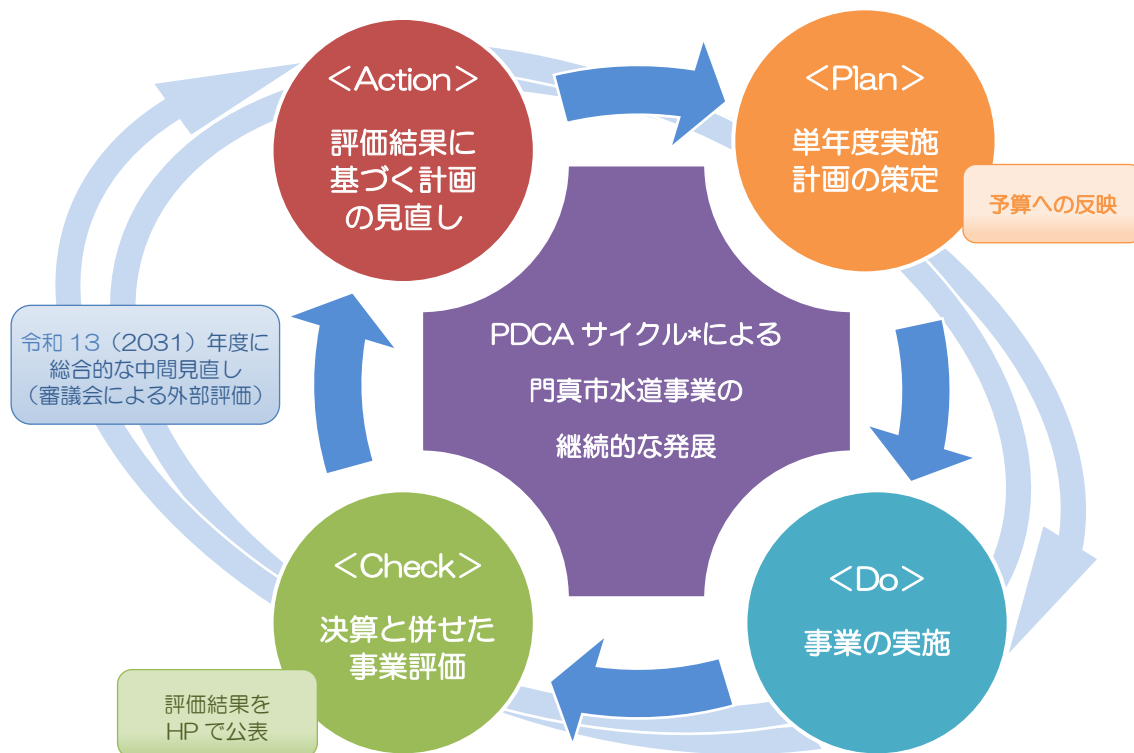 ＜Action＞
評価結果に
基づく計画
の見直し
＜Plan＞
単年度実施
計画の策定
予算への反映
令和 13（2031）年度に
総合的な中間見直し
（審議会による外部評価）
PDCA サイクル*による
門真市水道事業の
継続的な発展
＜Check＞
決算と併せた
事業評価
評価結果を
HP で公表
＜Do＞
事業の実施